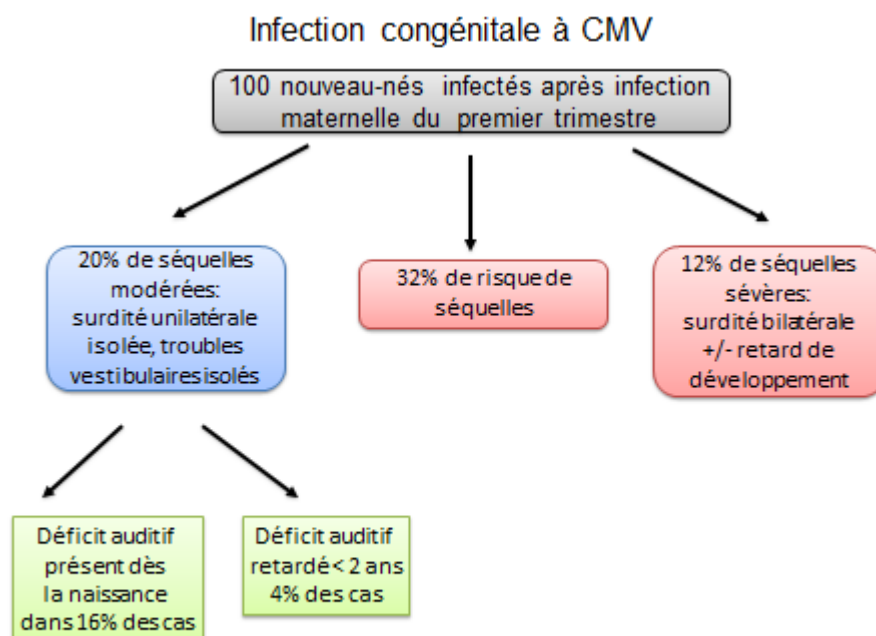 Infection congénitale à CMV
100 nouveau-nés infectés après infection
maternelle du premier trimestre
20% de séquelles
modérées:
surdité unilatérale
isolée, troubles
vestibulaires isolés
32% de risque de
séquelles
12% de séquelles
sévères:
surdité bilatérale
+/- retard de
développement
Déficit auditif
présent dès
la naissance
dans 16% des cas
Déficit auditif
retardé < 2 ans
4% des cas